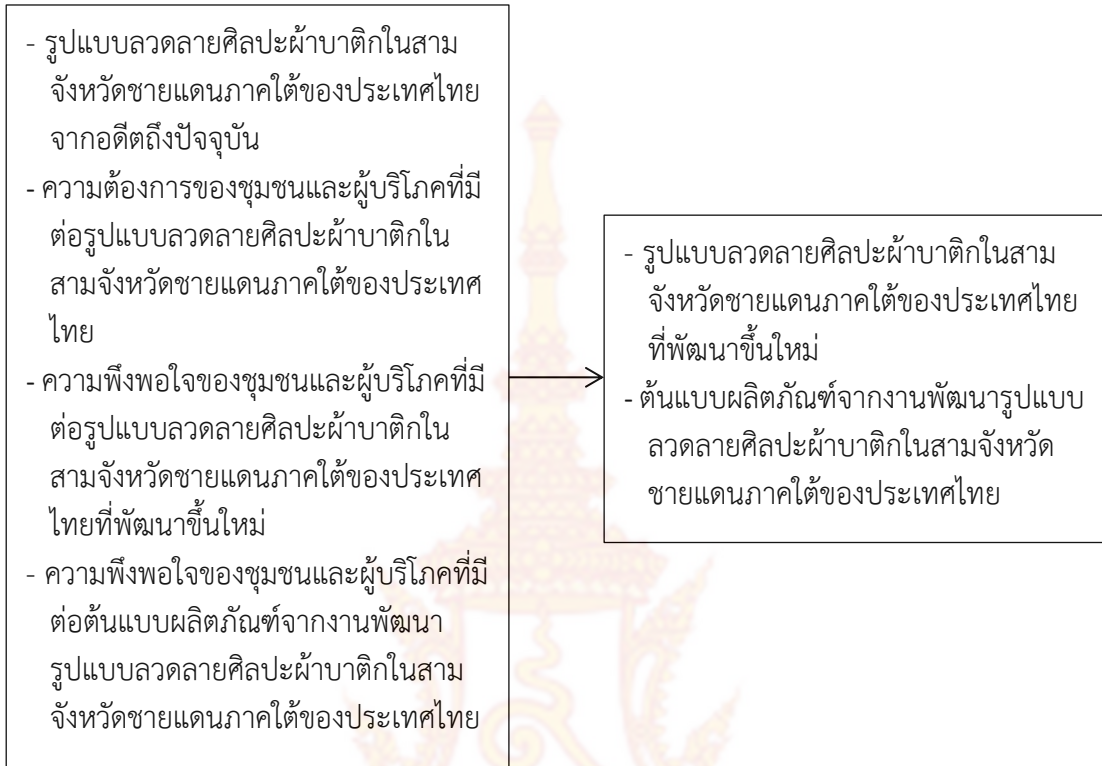 - รูปแบบลวดลายศิลปะผ้าบาติกในสาม
จังหวัดชายแดนภาคใต้ของประเทศไทย
จากอดีตถึงปัจจุบัน
- ความต้องการของชุมชนและผู้บริโภคที่มี
ต่อรูปแบบลวดลายศิลปะผ้าบาติกใน
สามจังหวัดชายแดนภาคใต้ของประเทศ
ไทย
- ความพึงพอใจของชุมชนและผู้บริโภคที่มี
ต่อรูปแบบลวดลายศิลปะผ้าบาติกใน
สามจังหวัดชายแดนภาคใต้ของประเทศ
ไทยที่พัฒนาขึ้นใหม่
- ความพึงพอใจของชุมชนและผู้บริโภคที่มี
ต่อต้นแบบผลิตภัณฑ์จากงานพัฒนา
รูปแบบลวดลายศิลปะผ้าบาติกในสาม
จังหวัดชายแดนภาคใต้ของประเทศไทย
- รูปแบบลวดลายศิลปะผ้าบาติกในสาม
จังหวัดชายแดนภาคใต้ของประเทศไทย
ที่พัฒนาขึ้นใหม่
- ต้นแบบผลิตภัณฑ์จากงานพัฒนารูปแบบ
ลวดลายศิลปะผ้าบาติกในสามจังหวัด
ชายแดนภาคใต้ของประเทศไทย